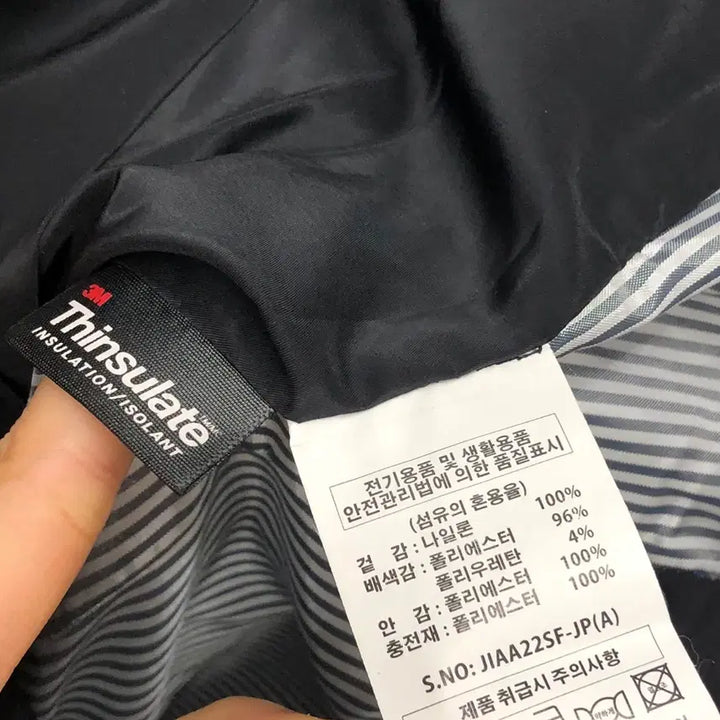 3M
Thinsulate
INSULATION/ISOLANT
전기용품 및 생활용품
안전관리법에 의한 품질표시
(섬유의 혼용율)
겉 감 : 나일론 100%
배색감 : 폴리에스터 96%
폴리우레탄 4%
안 감 : 폴리에스터 100%
충전재 : 폴리에스터 100%
S.NO: JIAA22SF-JP(A)
제품 취급시 주의사항